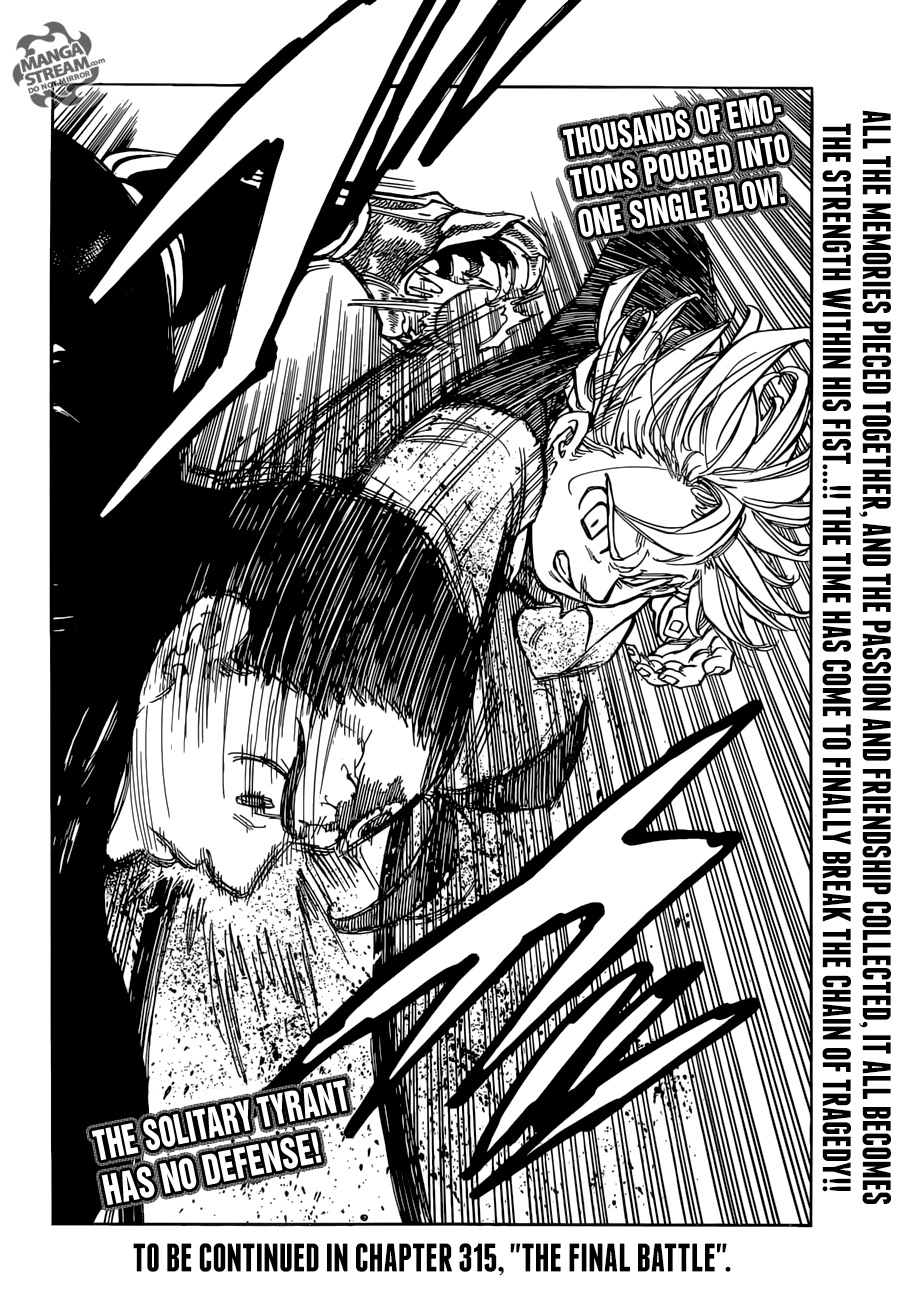 MANGA
STREAM.com
DO NOT MIRROR
THOUSANDS OF EMO-
TIONS POURED INTO
ONE SINGLE BLOW.
ALL THE MEMORIES PIECED TOGETHER, AND THE PASSION AND FRIENDSHIP COLLECTED, IT ALL BECOMES
THE STRENGTH WITHIN HIS FIST...!! THE TIME HAS COME TO FINALLY BREAK THE CHAIN OF TRAGEDY!!
THE SOLITARY TYRANT
HAS NO DEFENSE!
TO BE CONTINUED IN CHAPTER 315, "THE FINAL BATTLE".